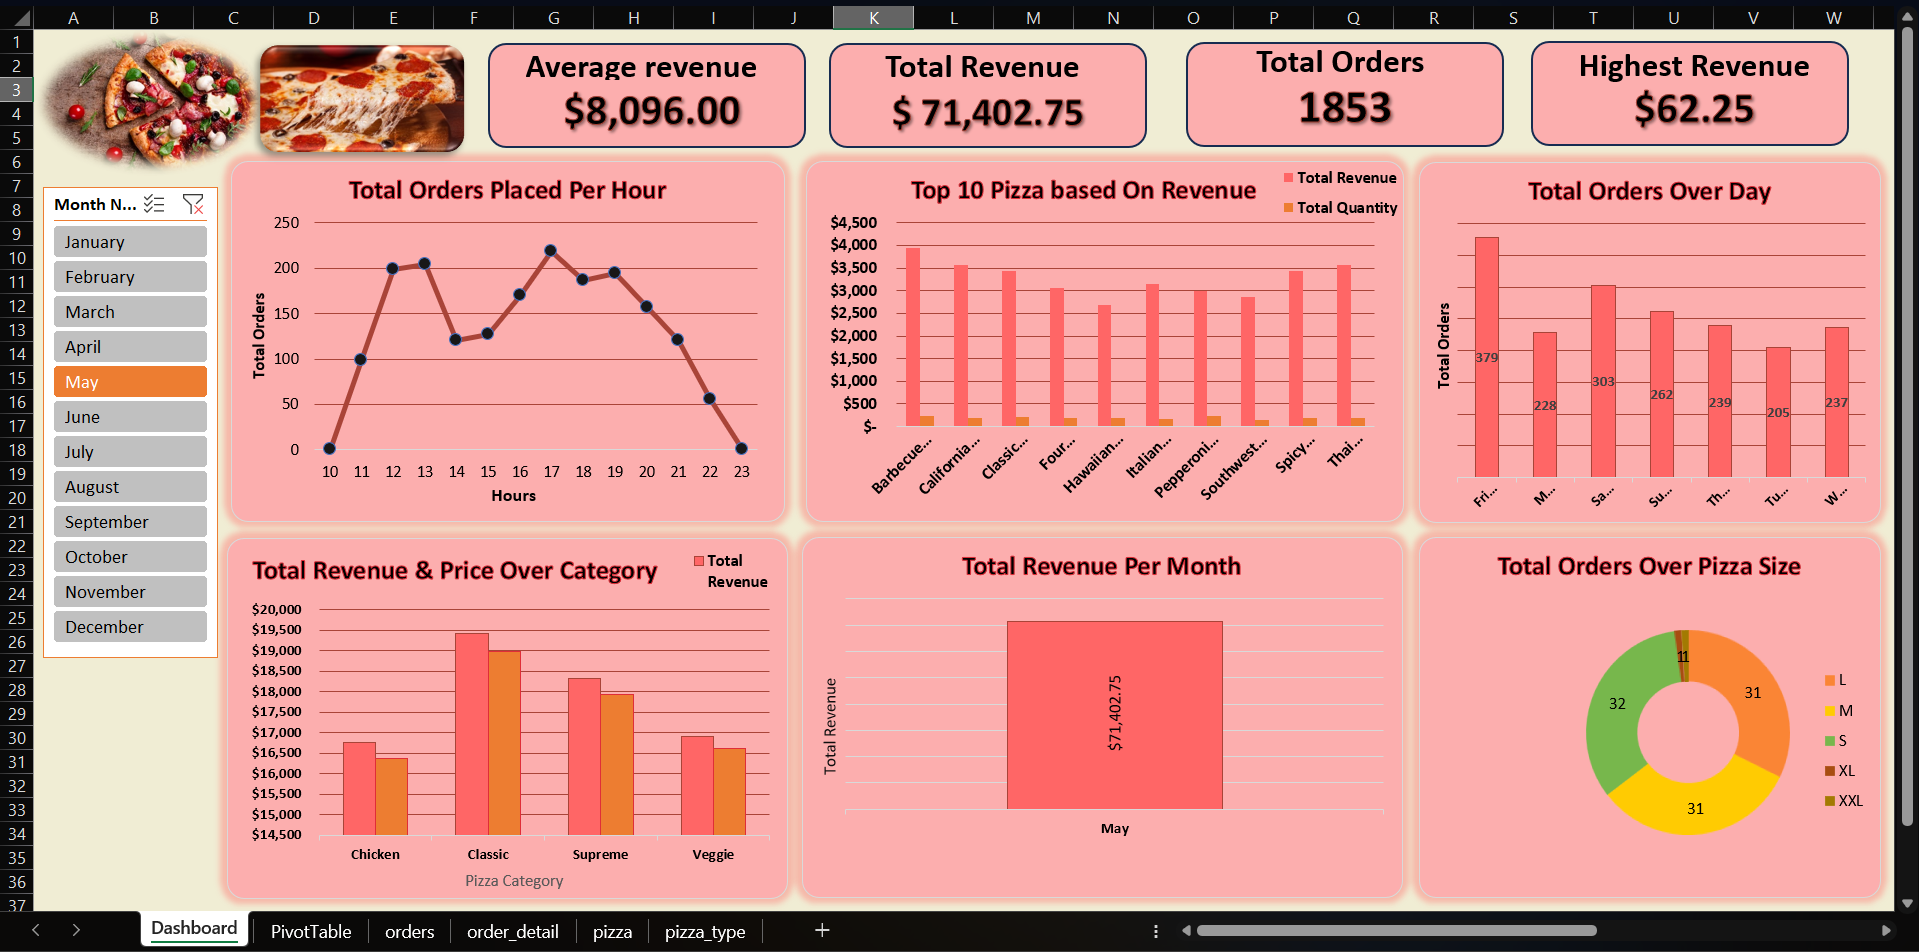 A B C D E F G H I J K L M N O P Q R S T U V W
1
2
3
4
5
6
7
8
9
10
11
12
13
14
15
16
17
18
19
20
21
22
23
24
25
26
27
28
29
30
31
32
33
34
35
36
37
Average revenue
$8,096.00
Total Revenue
$ 71,402.75
Total Orders
1853
Highest Revenue
$62.25
Month N...
January
February
March
April
May
June
July
August
September
October
November
December
Total Orders Placed Per Hour
250
200
150
100
50
0
Total Orders
10 11 12 13 14 15 16 17 18 19 20 21 22 23
Hours
Top 10 Pizza based On Revenue
Total Revenue
Total Quantity
$4,500
$4,000
$3,500
$3,000
$2,500
$2,000
$1,500
$1,000
$500
$-
Barbecue... California... Classic... Four... Hawaiian... Italian... Pepperoni... Southwest... Spicy... Thai...
Total Orders Over Day
Total Orders
379 228 303 262 239 205 237
Fri... M... Sa... Su... Th... Tu... W...
Total Revenue & Price Over Category
Total
Revenue
$20,000
$19,500
$19,000
$18,500
$18,000
$17,500
$17,000
$16,500
$16,000
$15,500
$15,000
$14,500
Chicken Classic Supreme Veggie
Pizza Category
Total Revenue Per Month
Total Revenue
$71,402.75
May
Total Orders Over Pizza Size
31
31
32
1
1
L
M
S
XL
XXL
Dashboard PivotTable orders order_detail pizza pizza_type